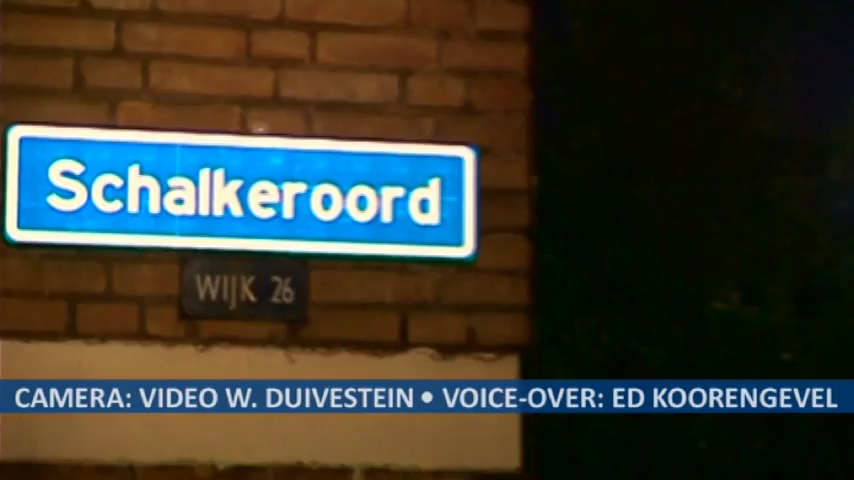 Schalkeroord
WIJK 26
CAMERA: VIDEO W. DUIVESTEIN • VOICE-OVER: ED KOORENGEVEL